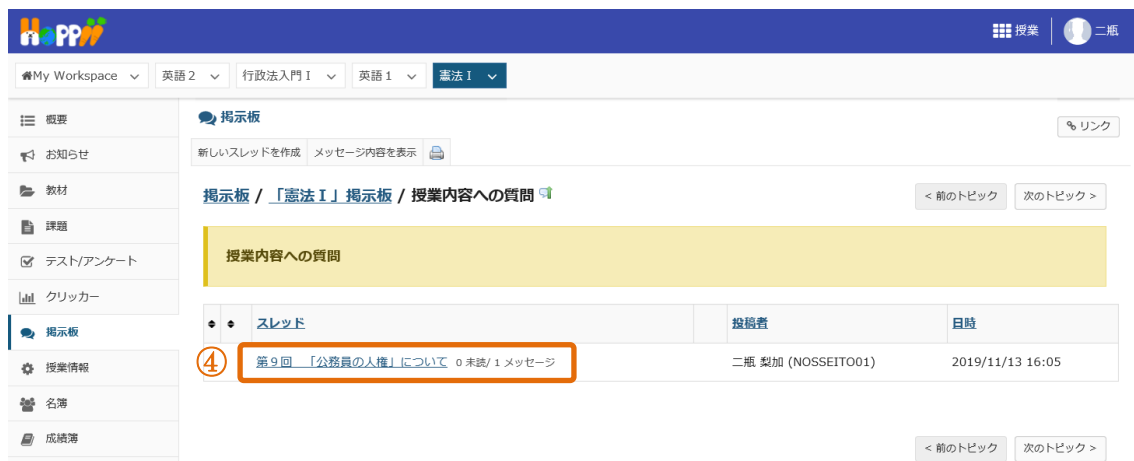 HoPPii
授業
二瓶
My Workspace
英語２
行政法入門Ⅰ
英語１
憲法Ⅰ
概要
お知らせ
教材
課題
テスト/アンケート
クリッカー
掲示板
授業情報
名簿
成績簿
掲示板
リンク
新しいスレッドを作成 メッセージ内容を表示
掲示板 / 「憲法Ⅰ」掲示板 / 授業内容への質問
< 前のトピック 次のトピック >
授業内容への質問
スレッド 投稿者 日時
④ 第９回　「公務員の人権」について 0 未読/ 1 メッセージ 二瓶 梨加 (NOSSEITO01) 2019/11/13 16:05
< 前のトピック 次のトピック >